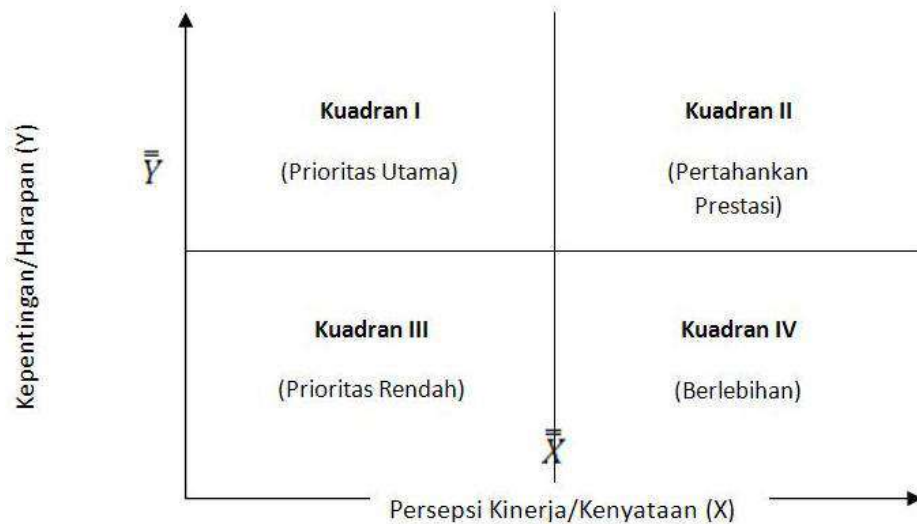 Kepentingan/Harapan (Y)
Kuadran I
(Prioritas Utama)
Kuadran II
(Pertahankan
Prestasi)
Y̿
Kuadran III
(Prioritas Rendah)
Kuadran IV
(Berlebihan)
X̿
Persepsi Kinerja/Kenyataan (X)